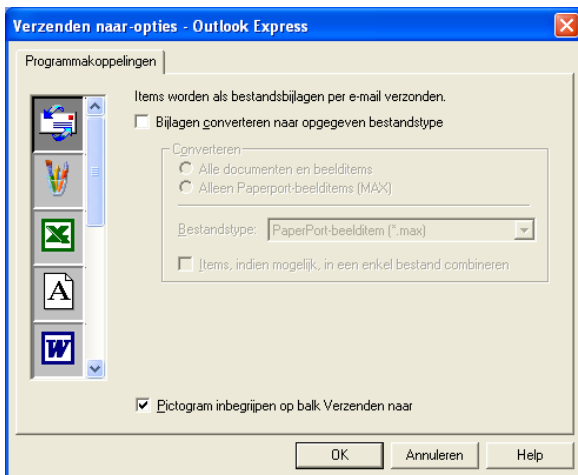 Verzenden naar-opties - Outlook Express
Programmakoppelingen
Items worden als bestandsbijlagen per e-mail verzonden.
Bijlagen converteren naar opgegeven bestandstype
Converteren
Alle documenten en beelditems
Alleen Paperport-beelditems (MAX)
Bestandstype: PaperPort-beelditem (*.max)
Items, indien mogelijk, in een enkel bestand combineren
A
W
Pictogram inbegrijpen op balk Verzenden naar
OK Annuleren Help